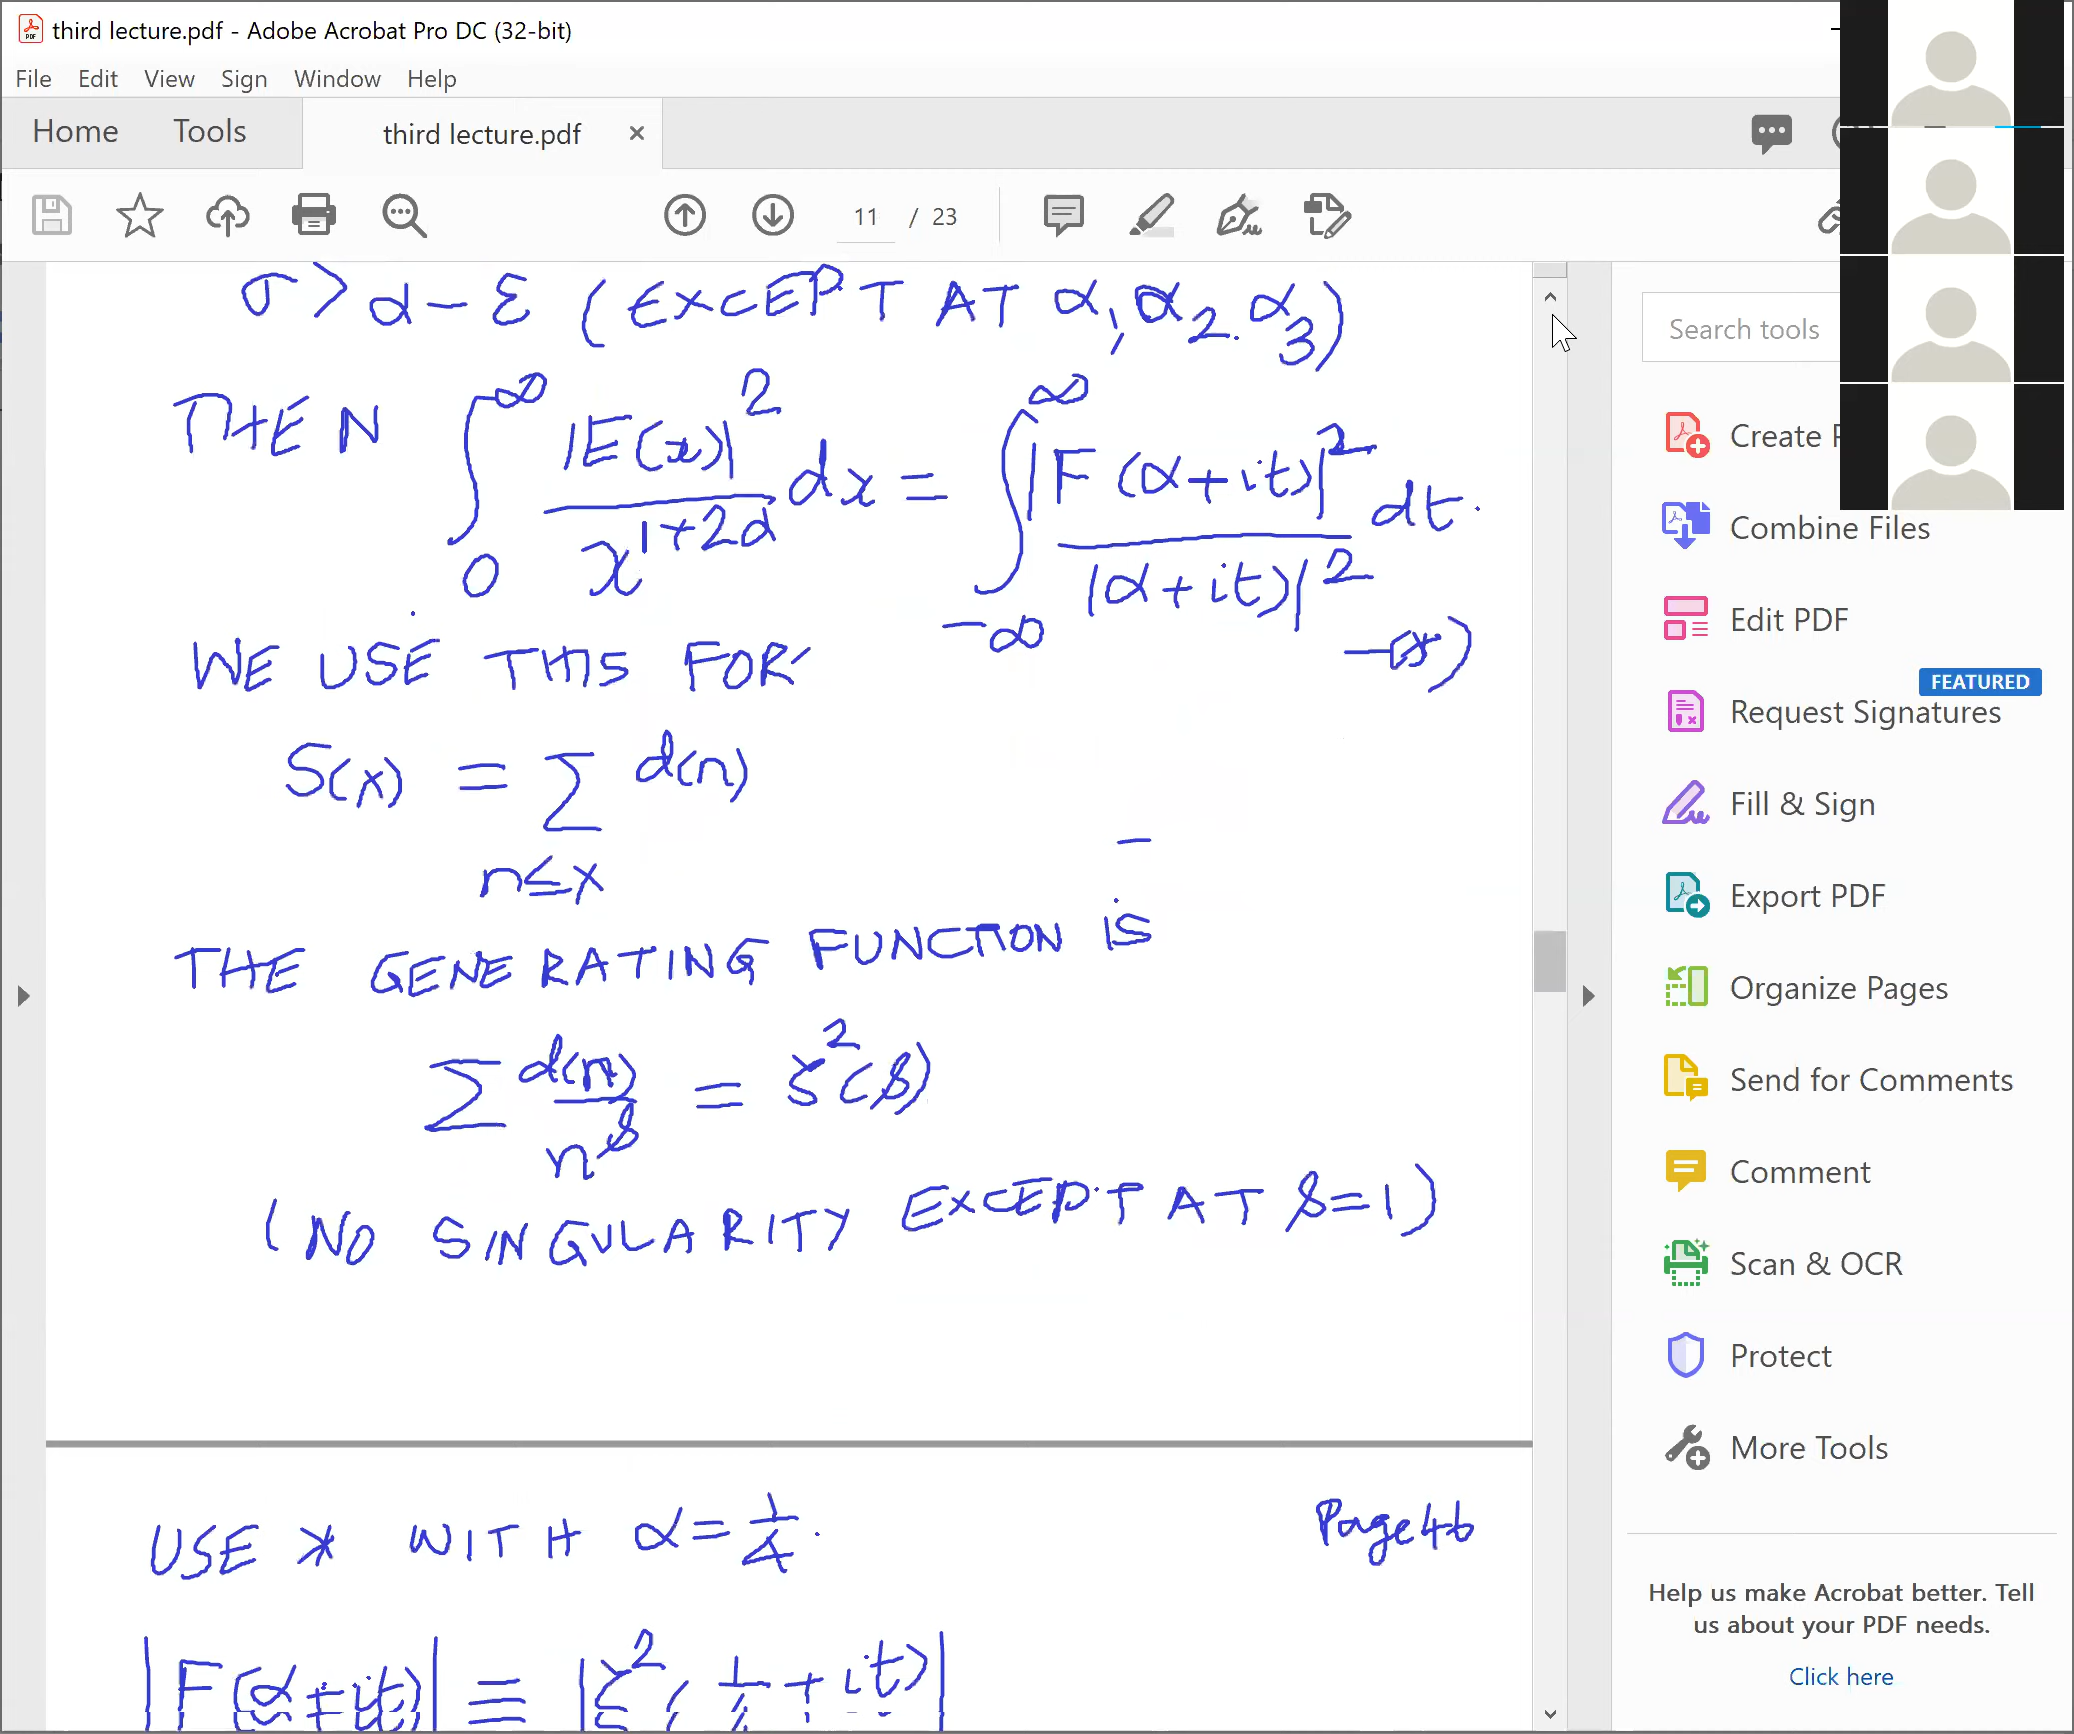 third lecture.pdf - Adobe Acrobat Pro DC (32-bit)
File Edit View Sign Window Help
Home Tools third lecture.pdf ×
11 / 23
σ > α - ε (EXCEPT AT α₁, α₂. α₃)
THEN ∫₀^∞ |E(x)|² / x^(1+2α) dx = ∫_{-∞}^∞ |F(α+it)|² / |(α+it)|² dt.
—(*)
WE USE THIS FOR
S(x) = Σ d(n)
n≤x
THE GENERATING FUNCTION IS
Σ d(n) / n^s = ζ²(s)
(NO SINGULARITY EXCEPT AT s=1)
USE * WITH α = 1/4. Page 46
|F(α+it)| = |ζ²(1/4+it)|
Search tools
Create P
Combine Files
Edit PDF
FEATURED
Request Signatures
Fill & Sign
Export PDF
Organize Pages
Send for Comments
Comment
Scan & OCR
Protect
More Tools
Help us make Acrobat better. Tell
us about your PDF needs.
Click here